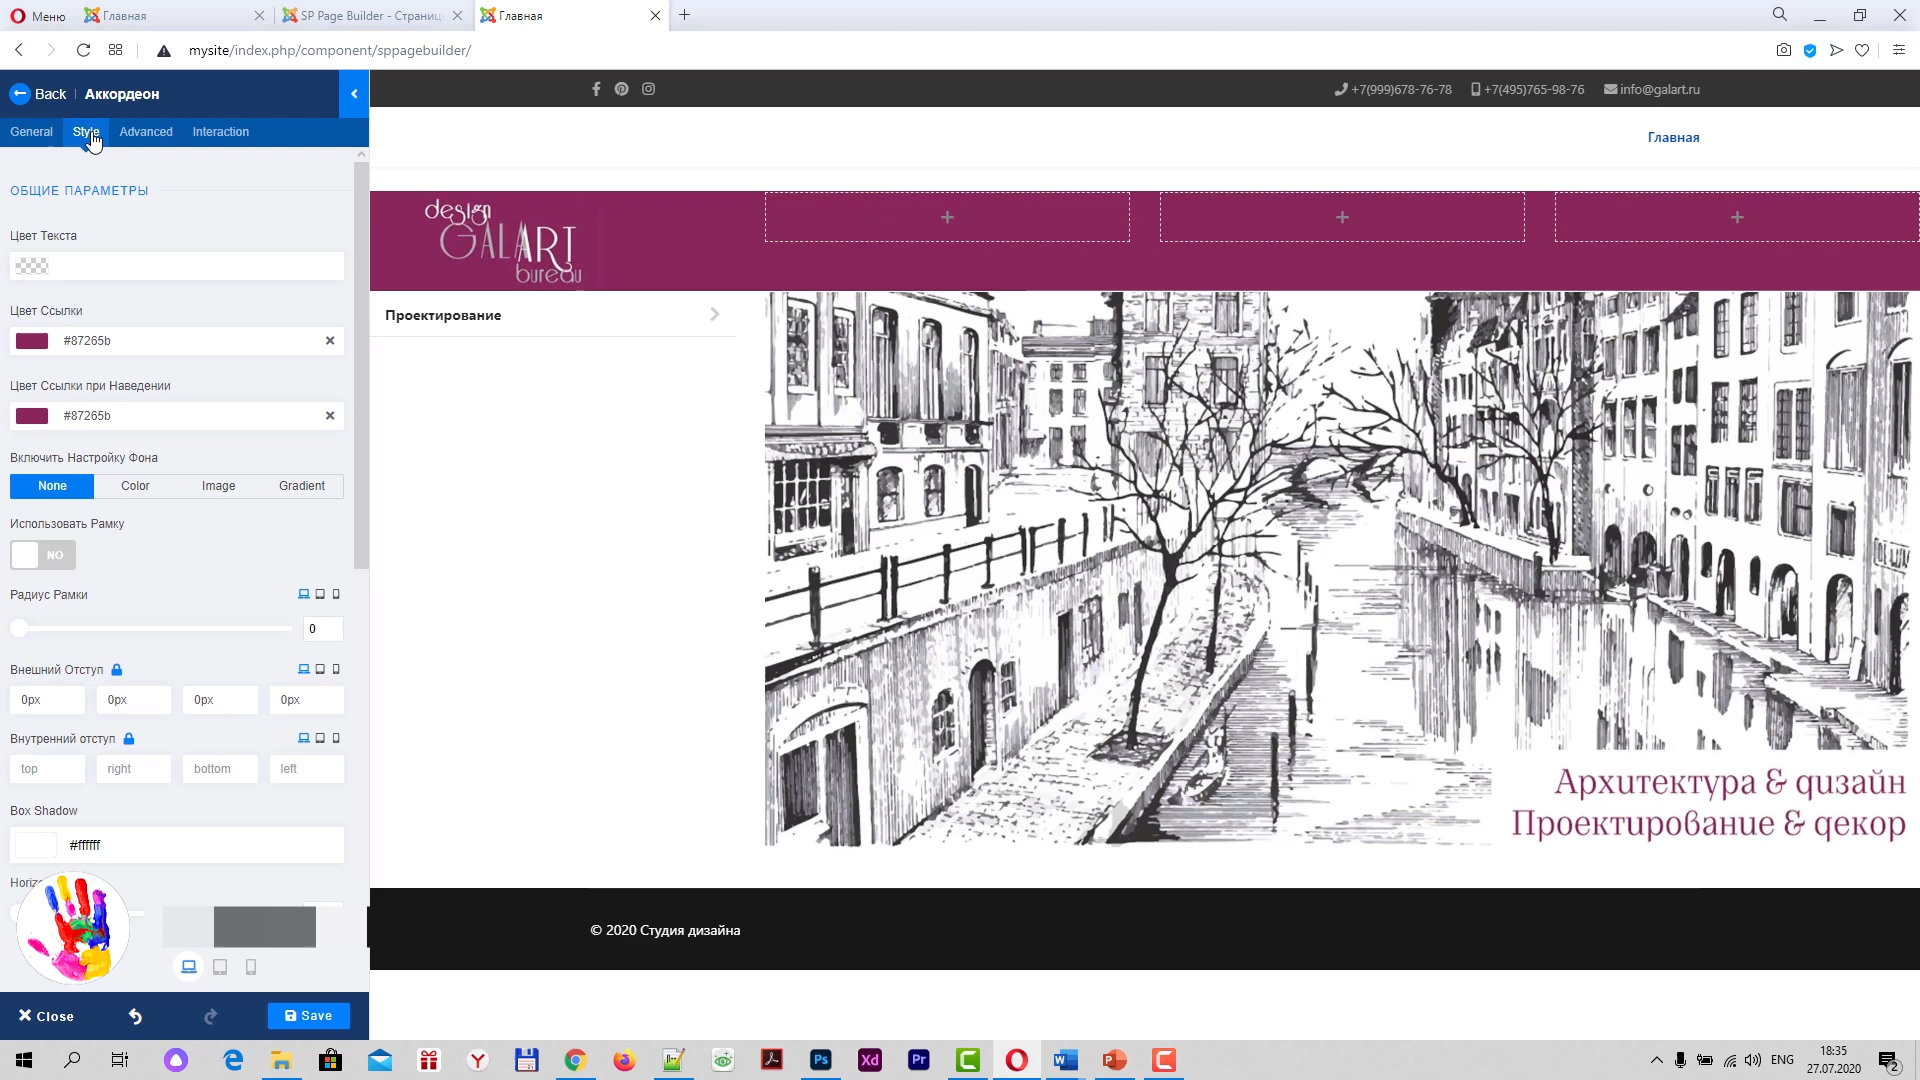 Меню
Главная
SP Page Builder - Страниц
Главная
mysite/index.php/component/sppagebuilder/
Back
Аккордеон
General
Style
Advanced
Interaction
ОБЩИЕ ПАРАМЕТРЫ
Цвет Текста
Цвет Ссылки
#87265b
Цвет Ссылки при Наведении
#87265b
Включить Настройку Фона
None
Color
Image
Gradient
Использовать Рамку
NO
Радиус Рамки
0
Внешний Отступ
0px
0px
0px
0px
Внутренний отступ
top
right
bottom
left
Box Shadow
#ffffff
Close
Save
+7(999)678-76-78
+7(495)765-98-76
info@galart.ru
Главная
design
GALART
bureau
Проектирование
Архитектура & дизайн
Проектирование & декор
© 2020 Студия дизайна
Ps
Xd
Pr
ENG
18:35
27.07.2020
2